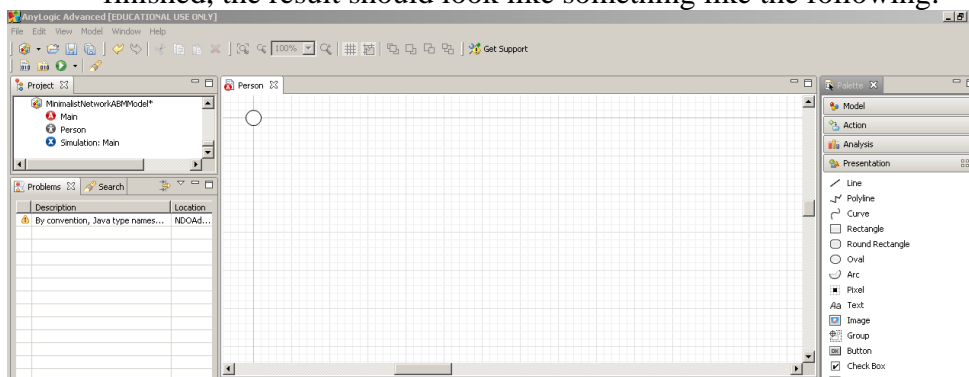 finished, the result should look like something like the following:
AnyLogic Advanced [EDUCATIONAL USE ONLY]
File Edit View Model Window Help
100% Get Support
Project
Person
Palette
MinimalistNetworkABMModel*
Main
Person
Simulation: Main
Model
Action
Analysis
Presentation
Problems Search
Description Location
By convention, Java type names... NDOAd...
Line
Polyline
Curve
Rectangle
Round Rectangle
Oval
Arc
Pixel
Aa Text
Image
Group
OK Button
Check Box